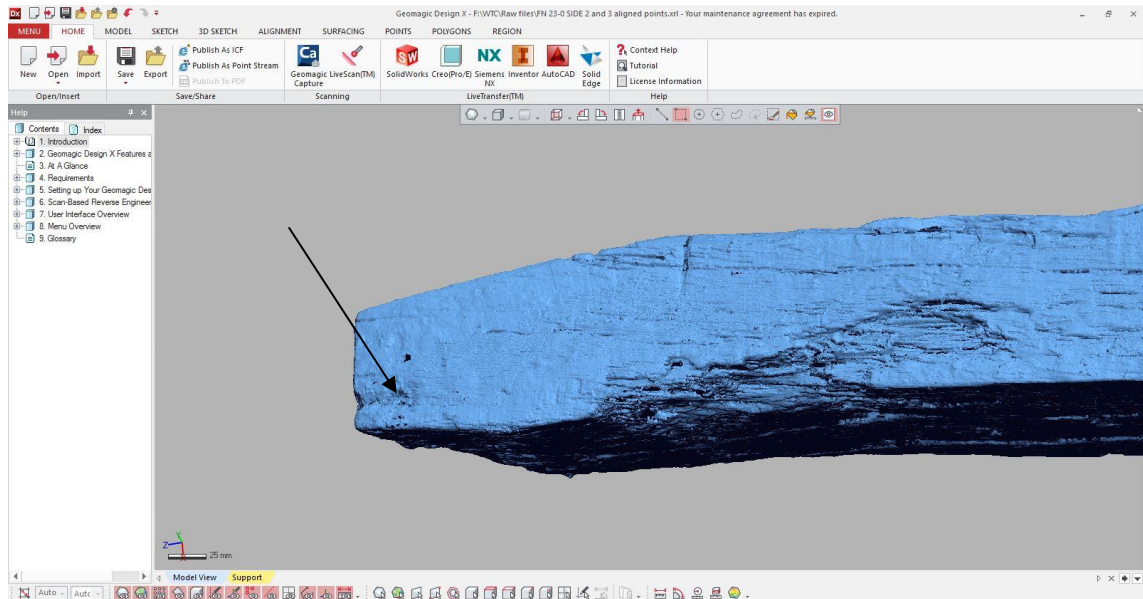 Geomagic Design X - F:\WTC\Raw files\FN 23-0 SIDE 2 and 3 aligned points.xrl - Your maintenance agreement has expired.
MENU HOME MODEL SKETCH 3D SKETCH ALIGNMENT SURFACING POINTS POLYGONS REGION
Publish As ICF
Publish As Point Stream
Publish To PDF
New Open Import Save Export
Geomagic Capture LiveScan(TM)
SolidWorks Creo(Pro/E) Siemens NX Inventor AutoCAD Solid Edge
Context Help
Tutorial
License Information
Open/Insert Save/Share Scanning LiveTransfer(TM) Help
Help
Contents Index
1. Introduction
2. Geomagic Design X Features a
3. At A Glance
4. Requirements
5. Setting up Your Geomagic Des
6. Scan-Based Reverse Engineer
7. User Interface Overview
8. Menu Overview
9. Glossary
Z Y
25 mm
Model View Support
Auto Autc